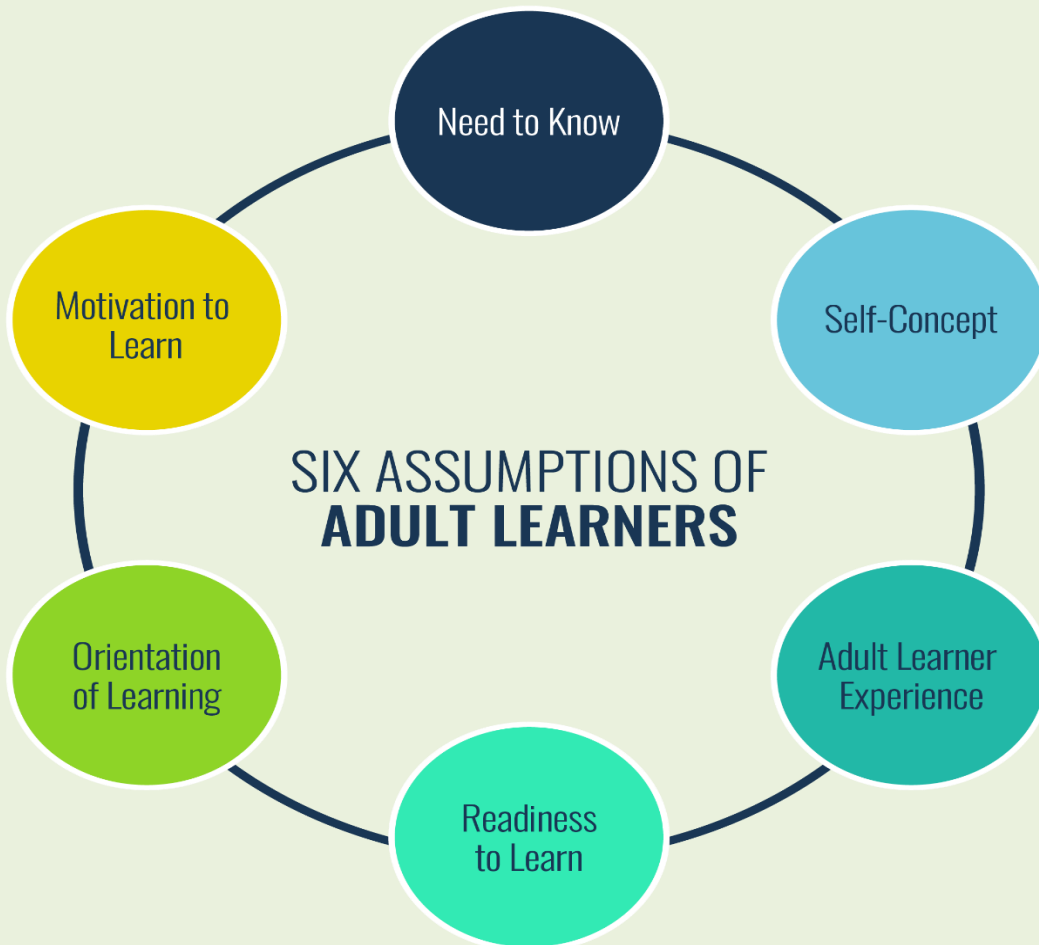 Need to Know
Self-Concept
Adult Learner
Experience
Readiness
to Learn
Orientation
of Learning
Motivation to
Learn
SIX ASSUMPTIONS OF
ADULT LEARNERS